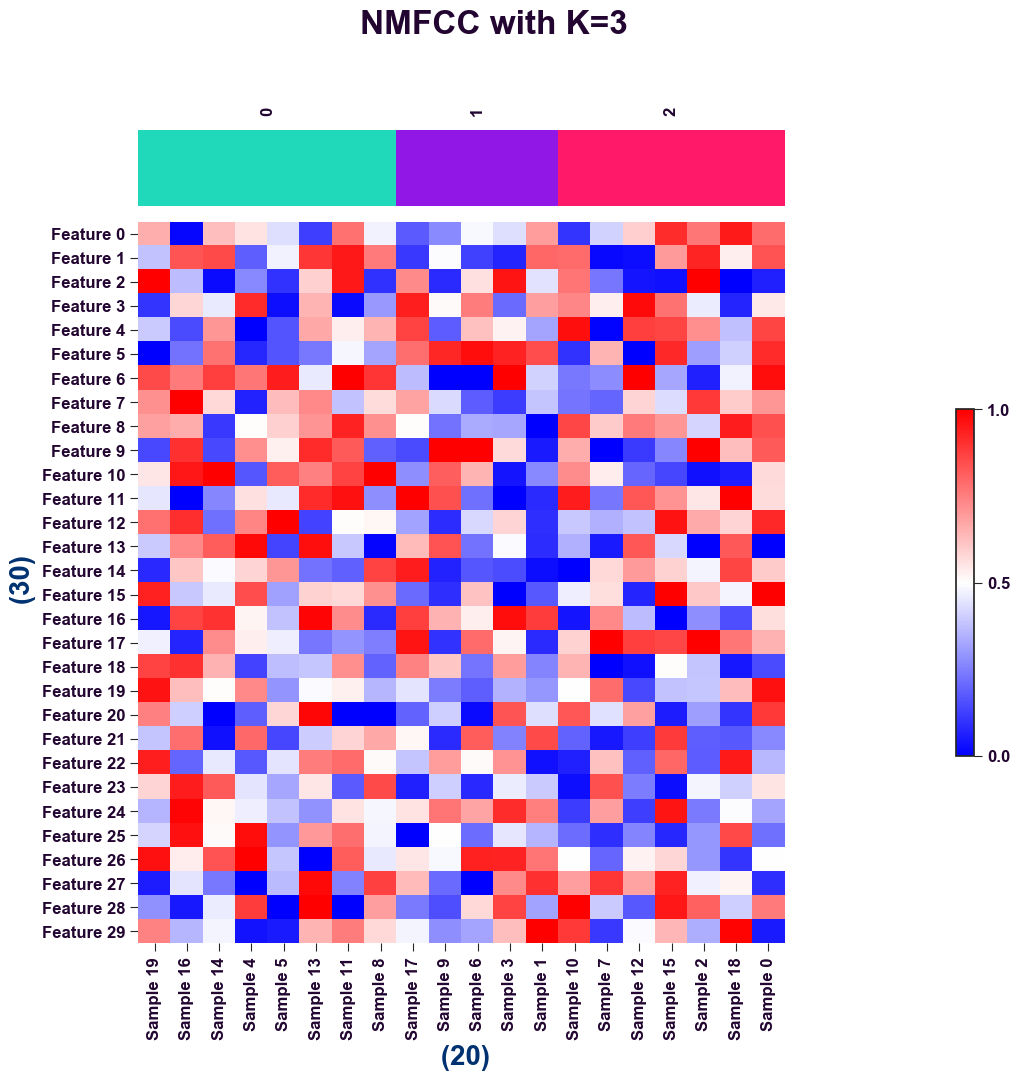 NMFCC with K=3
0
1
2
Feature 0
Feature 1
Feature 2
Feature 3
Feature 4
Feature 5
Feature 6
Feature 7
Feature 8
Feature 9
Feature 10
Feature 11
Feature 12
Feature 13
Feature 14
Feature 15
Feature 16
Feature 17
Feature 18
Feature 19
Feature 20
Feature 21
Feature 22
Feature 23
Feature 24
Feature 25
Feature 26
Feature 27
Feature 28
Feature 29
(30)
Sample 19
Sample 16
Sample 14
Sample 4
Sample 5
Sample 13
Sample 11
Sample 8
Sample 17
Sample 9
Sample 6
Sample 3
Sample 1
Sample 10
Sample 7
Sample 12
Sample 15
Sample 2
Sample 18
Sample 0
(20)
1.0
0.5
0.0